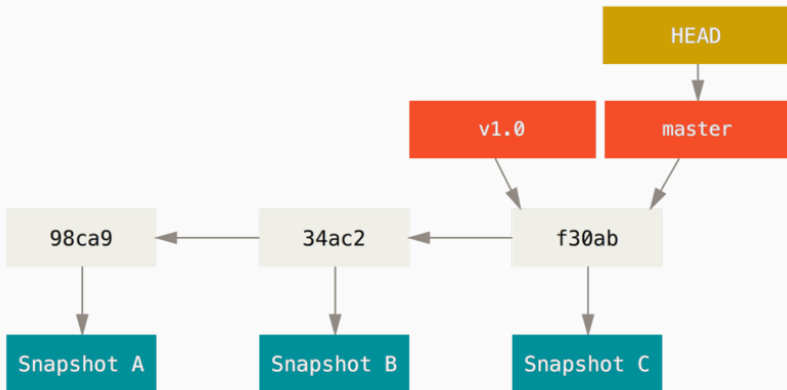 HEAD
v1.0
master
98ca9
34ac2
f30ab
Snapshot A
Snapshot B
Snapshot C